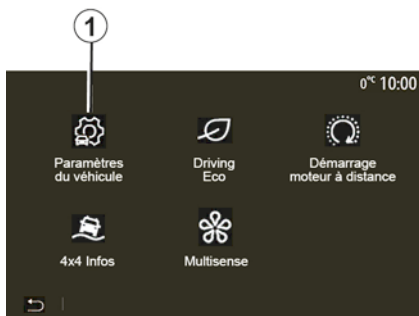 1
0°C 10:00
Paramètres
du véhicule
Driving
Eco
Démarrage
moteur à distance
4x4 Infos
Multisense